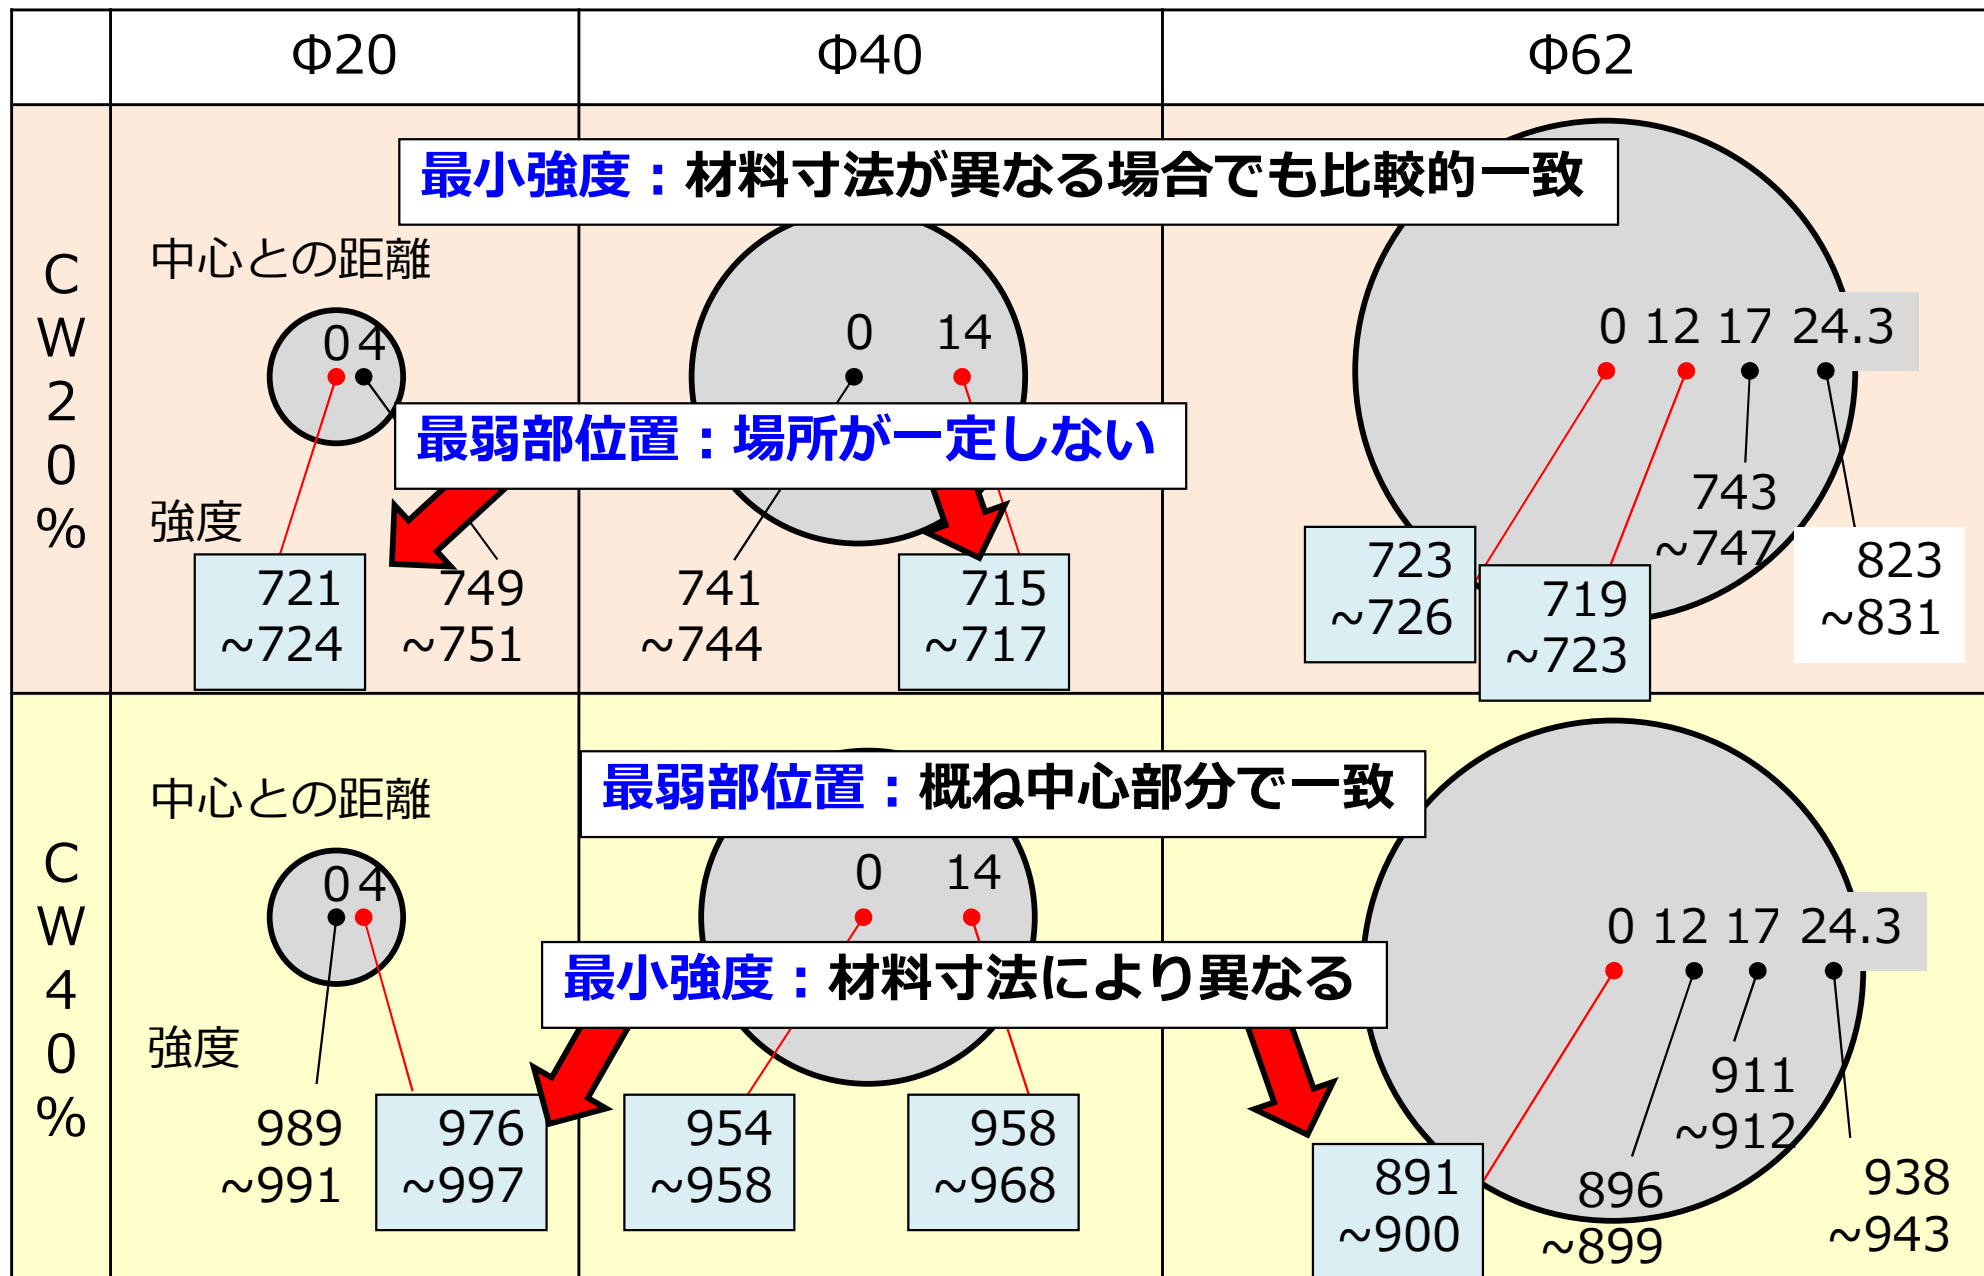 Φ20
Φ40
Φ62
CW20%
最小強度：材料寸法が異なる場合でも比較的一致
中心との距離
0 4
0 14
0 12 17 24.3
最弱部位置：場所が一定しない
強度
721
~724
749
~751
741
~744
715
~717
723
~726
719
~723
743
~747
823
~831
CW40%
最弱部位置：概ね中心部分で一致
中心との距離
0 4
0 14
0 12 17 24.3
最小強度：材料寸法により異なる
強度
989
~991
976
~997
954
~958
958
~968
891
~900
896
~899
911
~912
938
~943